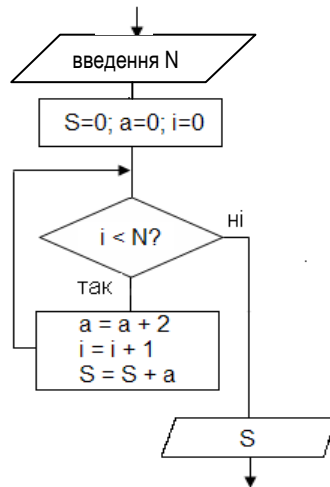 введення N
S=0; a=0; i=0
i < N?
ні
так
a = a + 2
i = i + 1
S = S + a
S